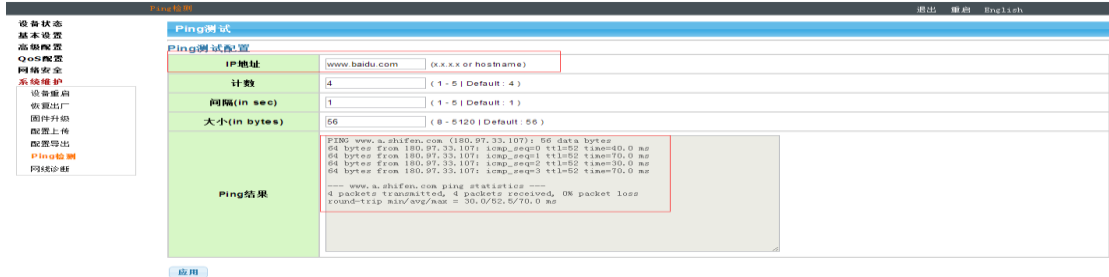 Ping检测
退出 重启 English
设备状态
基本设置
高级配置
QoS配置
网络安全
系统维护
设备重启
恢复出厂
固件升级
配置上传
配置导出
Ping检测
网线诊断
Ping测试
Ping测试配置
IP地址 www.baidu.com (x.x.x.x or hostname)
计数 4 ( 1 - 5 | Default : 4 )
间隔(in sec) 1 ( 1 - 5 | Default : 1 )
大小(in bytes) 56 ( 8 - 5120 | Default : 56 )
Ping结果
PING www.a.shifen.com (180.97.33.107): 56 data bytes
64 bytes from 180.97.33.107: icmp_seq=0 ttl=52 time=40.0 ms
64 bytes from 180.97.33.107: icmp_seq=1 ttl=52 time=70.0 ms
64 bytes from 180.97.33.107: icmp_seq=2 ttl=52 time=30.0 ms
64 bytes from 180.97.33.107: icmp_seq=3 ttl=52 time=70.0 ms
--- www.a.shifen.com ping statistics ---
4 packets transmitted, 4 packets received, 0% packet loss
round-trip min/avg/max = 30.0/52.5/70.0 ms
应用